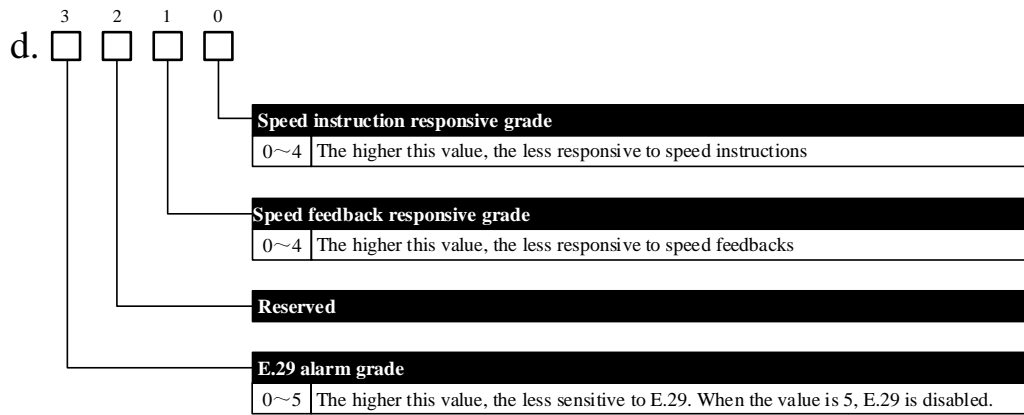 3 2 1 0
d.
Speed instruction responsive grade
0～4 The higher this value, the less responsive to speed instructions
Speed feedback responsive grade
0～4 The higher this value, the less responsive to speed feedbacks
Reserved
E.29 alarm grade
0～5 The higher this value, the less sensitive to E.29. When the value is 5, E.29 is disabled.